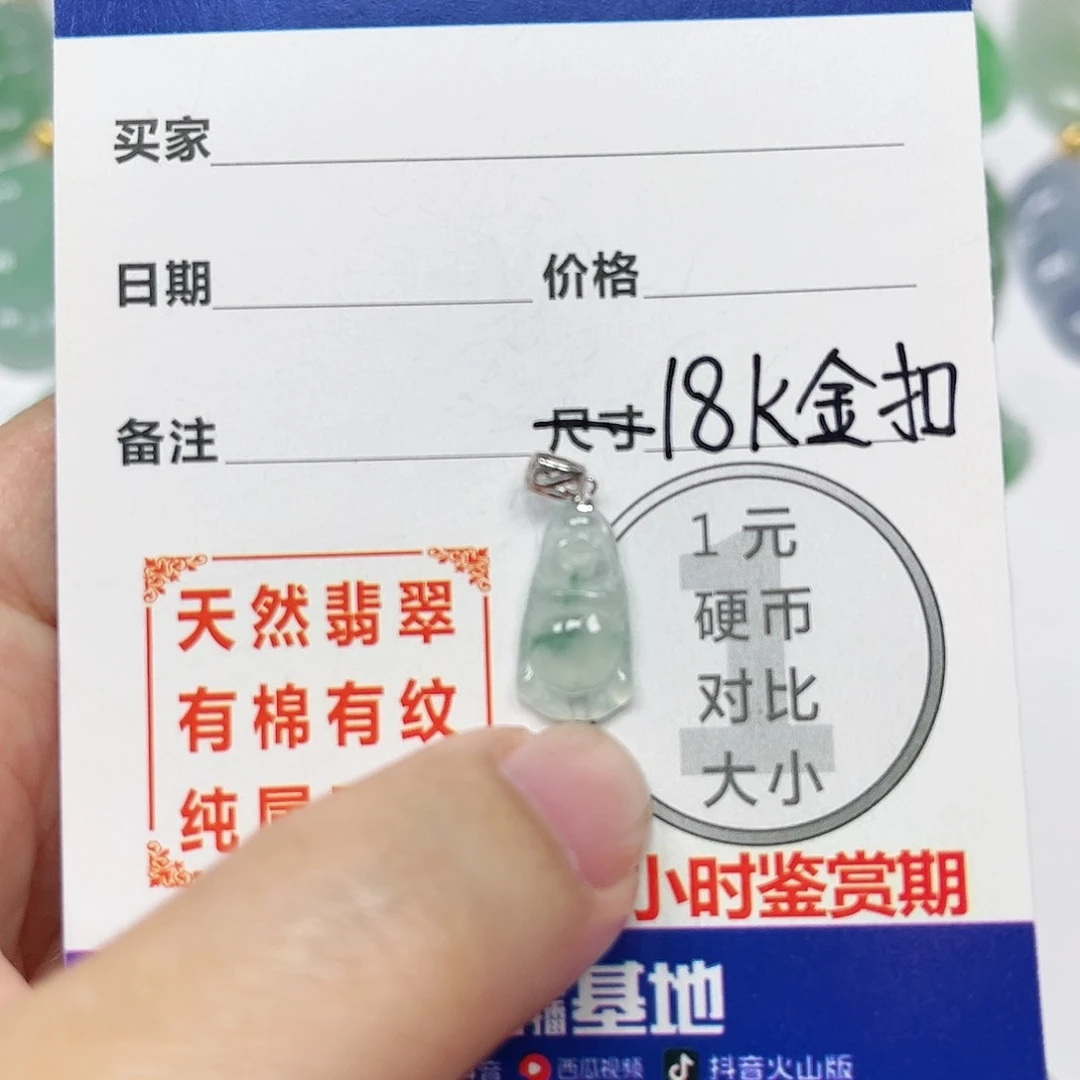 买家
日期 价格
备注 尺寸 18K金扣
1元
硬币
对比
大小
天然翡翠
有棉有纹
纯
小时鉴赏期
播基地
音 西瓜视频 抖音火山版